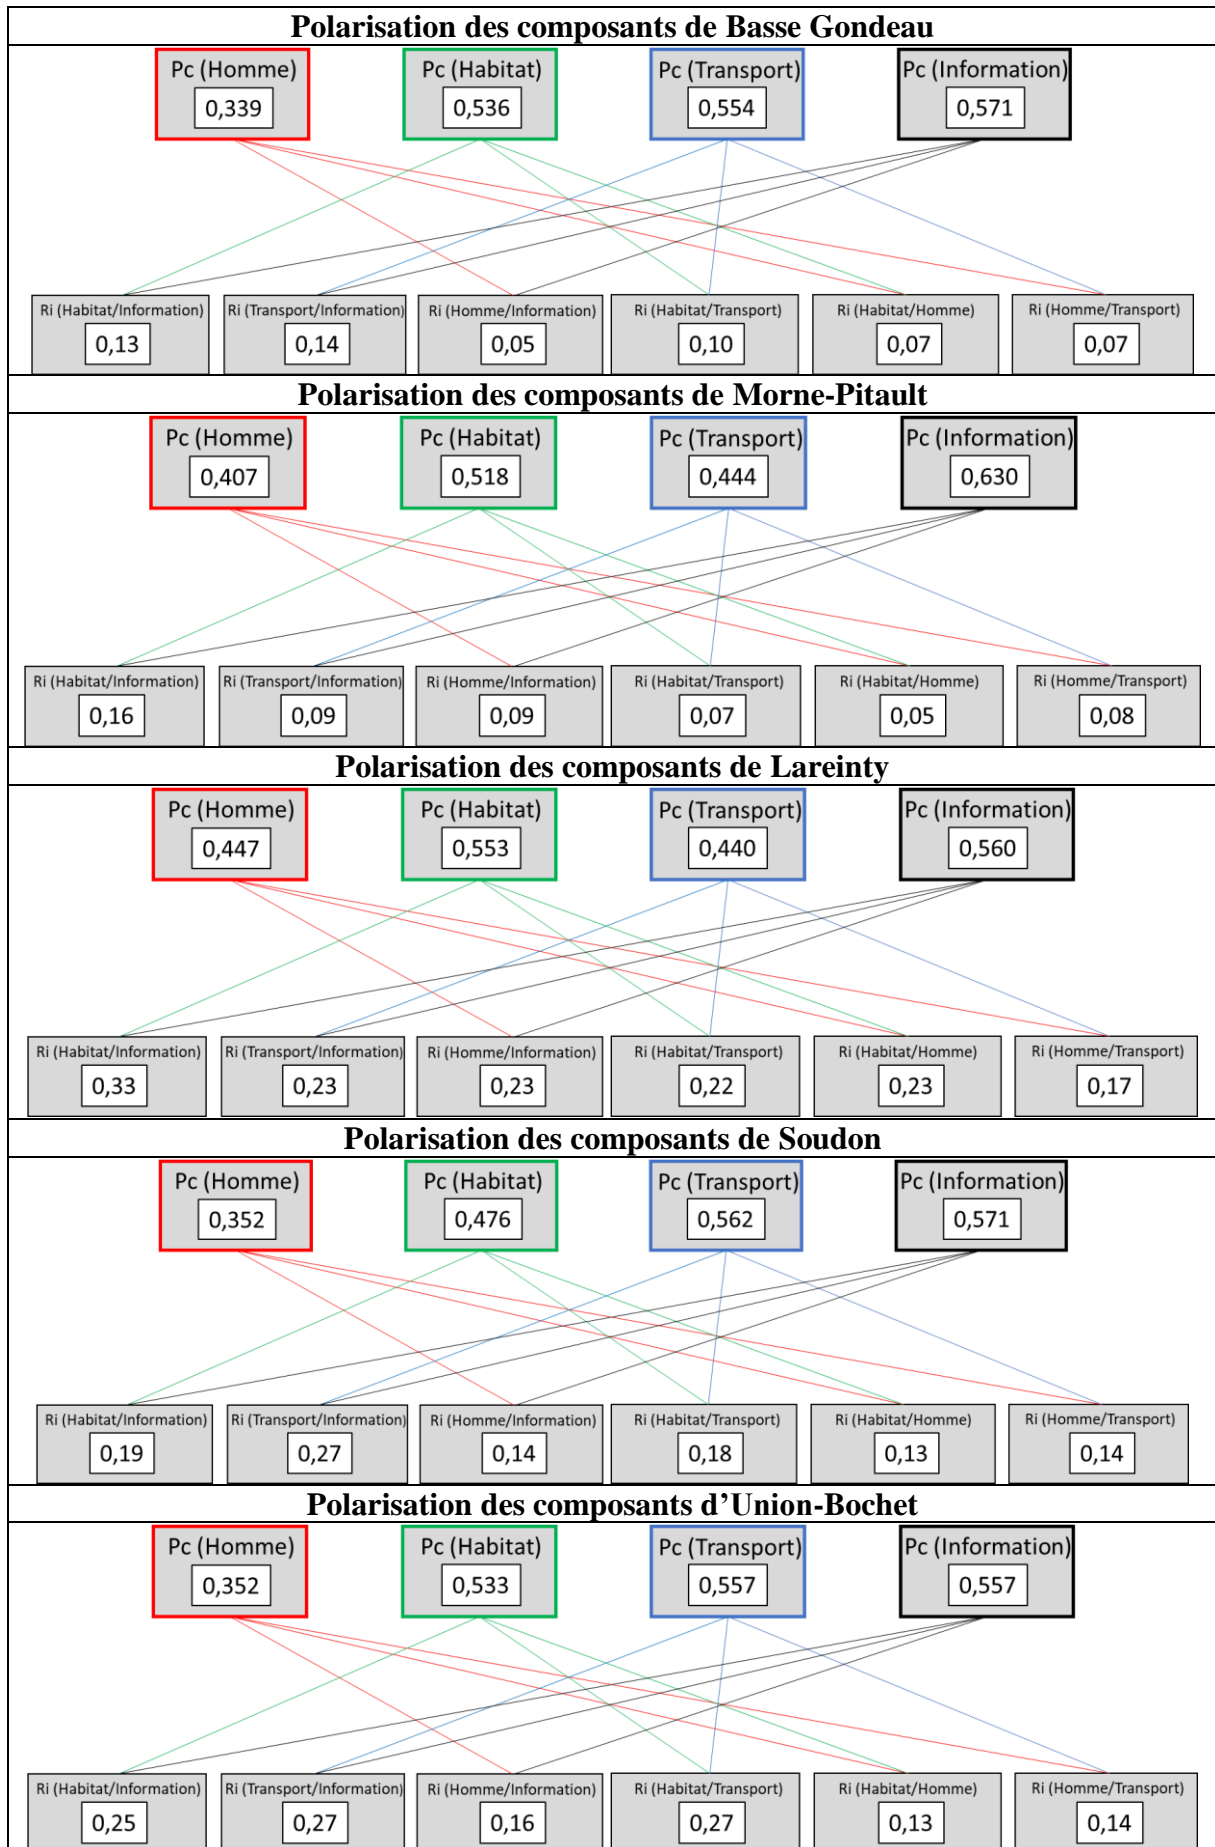 Polarisation des composants de Basse Gondeau
Pc (Homme) Pc (Habitat) Pc (Transport) Pc (Information)
0,339 0,536 0,554 0,571
Ri (Habitat/Information) Ri (Transport/Information) Ri (Homme/Information) Ri (Habitat/Transport) Ri (Habitat/Homme) Ri (Homme/Transport)
0,13 0,14 0,05 0,10 0,07 0,07
Polarisation des composants de Morne-Pitault
Pc (Homme) Pc (Habitat) Pc (Transport) Pc (Information)
0,407 0,518 0,444 0,630
Ri (Habitat/Information) Ri (Transport/Information) Ri (Homme/Information) Ri (Habitat/Transport) Ri (Habitat/Homme) Ri (Homme/Transport)
0,16 0,09 0,09 0,07 0,05 0,08
Polarisation des composants de Lareinty
Pc (Homme) Pc (Habitat) Pc (Transport) Pc (Information)
0,447 0,553 0,440 0,560
Ri (Habitat/Information) Ri (Transport/Information) Ri (Homme/Information) Ri (Habitat/Transport) Ri (Habitat/Homme) Ri (Homme/Transport)
0,33 0,23 0,23 0,22 0,23 0,17
Polarisation des composants de Soudon
Pc (Homme) Pc (Habitat) Pc (Transport) Pc (Information)
0,352 0,476 0,562 0,571
Ri (Habitat/Information) Ri (Transport/Information) Ri (Homme/Information) Ri (Habitat/Transport) Ri (Habitat/Homme) Ri (Homme/Transport)
0,19 0,27 0,14 0,18 0,13 0,14
Polarisation des composants d’Union-Bochet
Pc (Homme) Pc (Habitat) Pc (Transport) Pc (Information)
0,352 0,533 0,557 0,557
Ri (Habitat/Information) Ri (Transport/Information) Ri (Homme/Information) Ri (Habitat/Transport) Ri (Habitat/Homme) Ri (Homme/Transport)
0,25 0,27 0,16 0,27 0,13 0,14